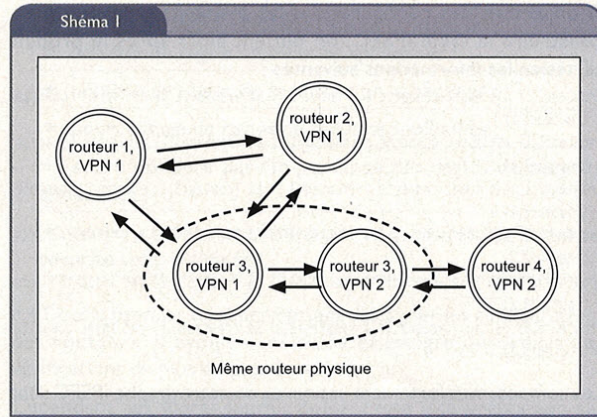 Shéma 1
routeur 1,
VPN 1
routeur 2,
VPN 1
routeur 3,
VPN 1
routeur 3,
VPN 2
routeur 4,
VPN 2
Même routeur physique